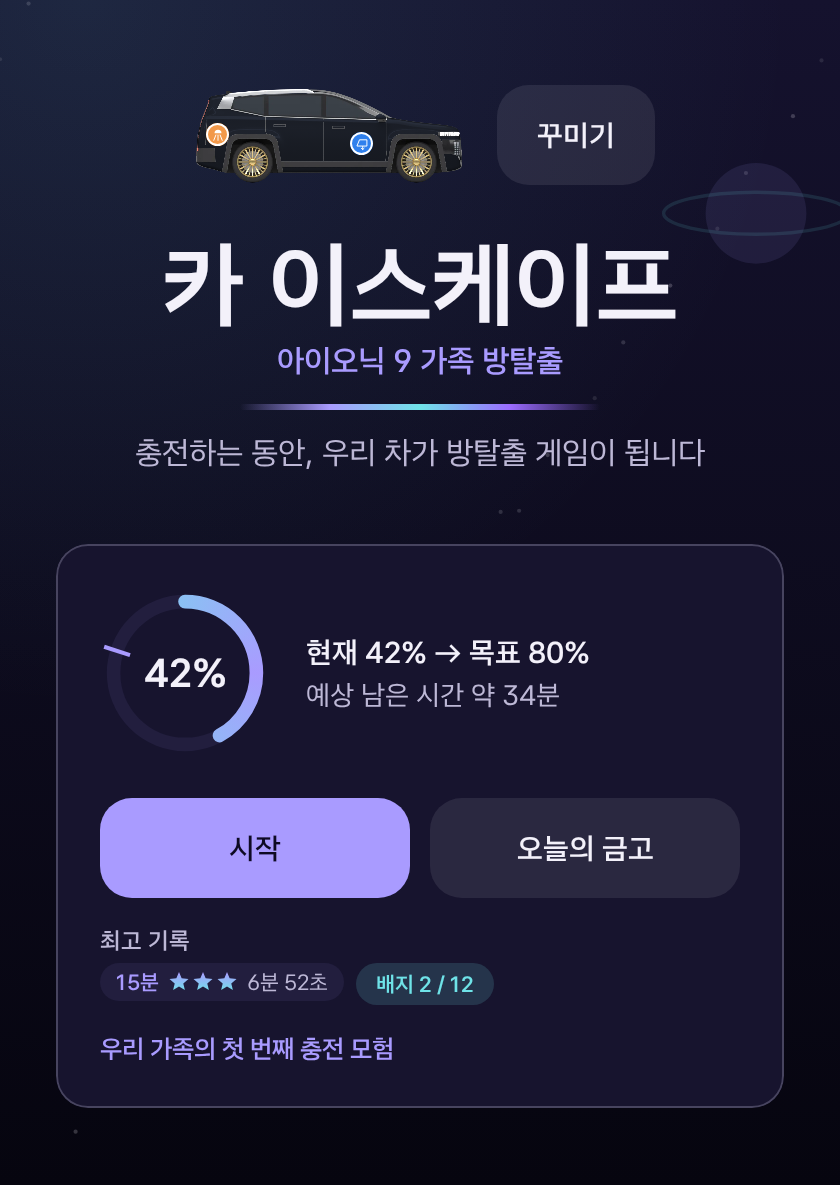 꾸미기
카 이스케이프
아이오닉 9 가족 방탈출
충전하는 동안, 우리 차가 방탈출 게임이 됩니다
42%
현재 42% → 목표 80%
예상 남은 시간 약 34분
시작
오늘의 금고
최고 기록
15분 ★★★ 6분 52초
배지 2 / 12
우리 가족의 첫 번째 충전 모험